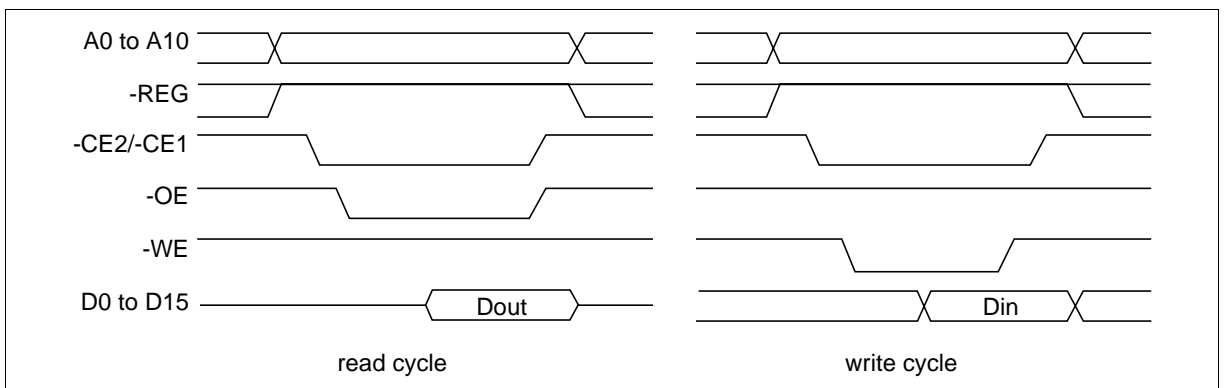 A0 to A10
-REG
-CE2/-CE1
-OE
-WE
D0 to D15 Dout Din
read cycle write cycle